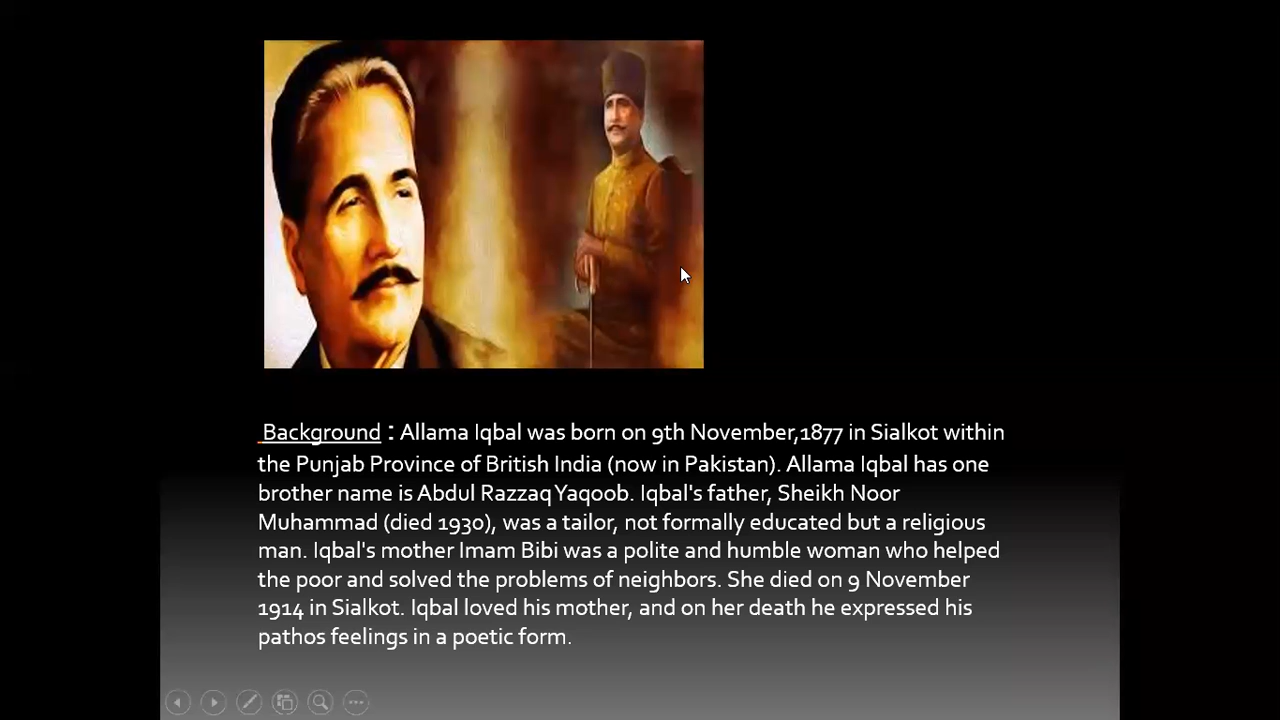 Background : Allama Iqbal was born on 9th November,1877 in Sialkot within
the Punjab Province of British India (now in Pakistan). Allama Iqbal has one
brother name is Abdul Razzaq Yaqoob. Iqbal's father, Sheikh Noor
Muhammad (died 1930), was a tailor, not formally educated but a religious
man. Iqbal's mother Imam Bibi was a polite and humble woman who helped
the poor and solved the problems of neighbors. She died on 9 November
1914 in Sialkot. Iqbal loved his mother, and on her death he expressed his
pathos feelings in a poetic form.